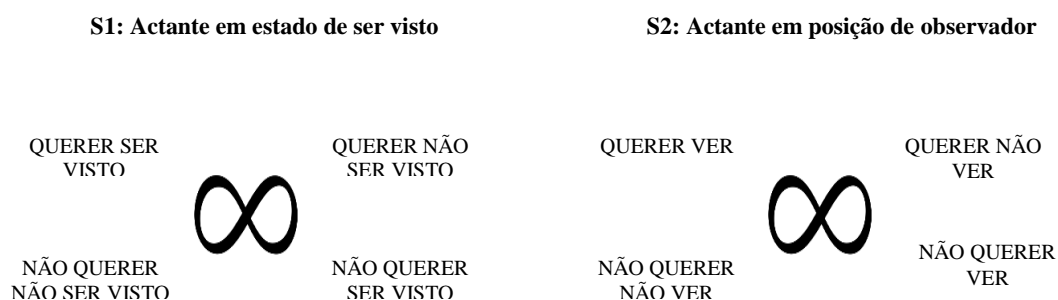 S1: Actante em estado de ser visto
S2: Actante em posição de observador
QUERER SER
VISTO
QUERER NÃO
SER VISTO
QUERER VER
QUERER NÃO
VER
NÃO QUERER
NÃO SER VISTO
NÃO QUERER
SER VISTO
NÃO QUERER
NÃO VER
NÃO QUERER
VER